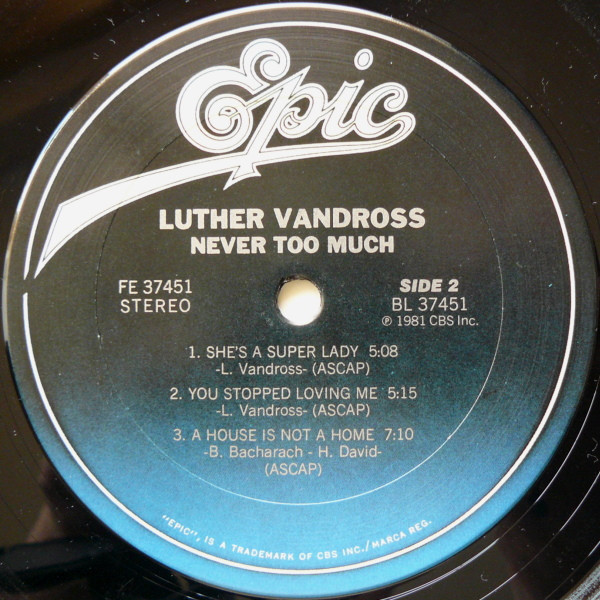 Epic
LUTHER VANDROSS
NEVER TOO MUCH
FE 37451
STEREO
SIDE 2
BL 37451
℗ 1981 CBS Inc.
1. SHE'S A SUPER LADY 5:08
-L. Vandross- (ASCAP)
2. YOU STOPPED LOVING ME 5:15
-L. Vandross- (ASCAP)
3. A HOUSE IS NOT A HOME 7:10
-B. Bacharach - H. David-
(ASCAP)
"EPIC", IS A TRADEMARK OF CBS INC./MARCA REG.